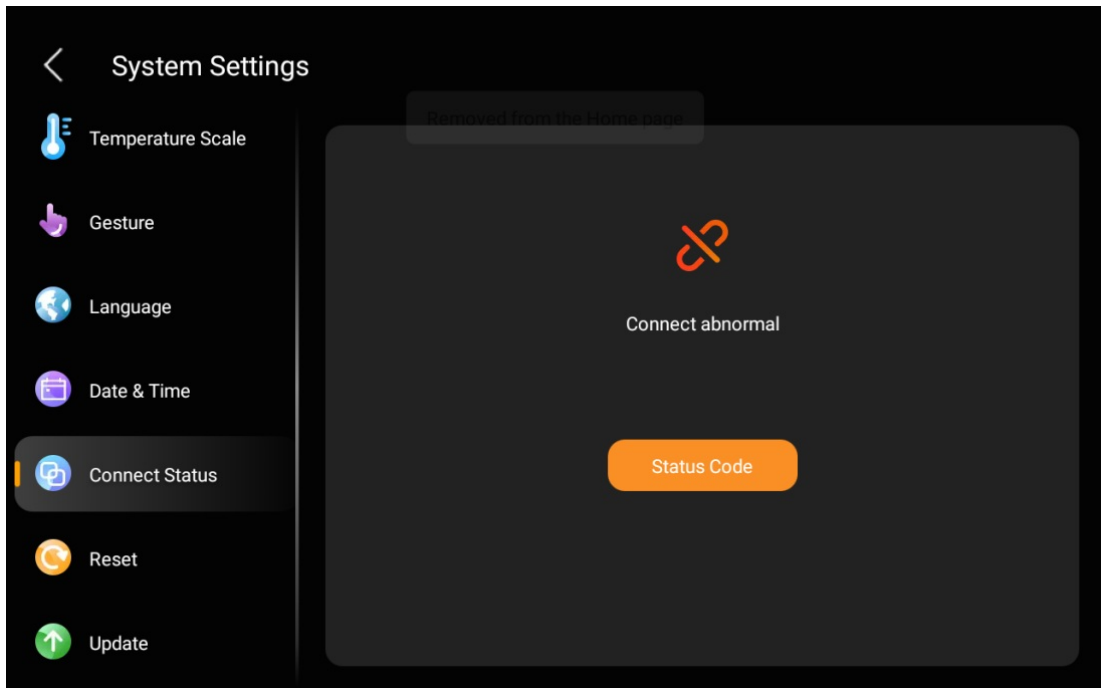 System Settings
Removed from the Home page
Temperature Scale
Gesture
Language
Date & Time
Connect Status
Reset
Update
Connect abnormal
Status Code